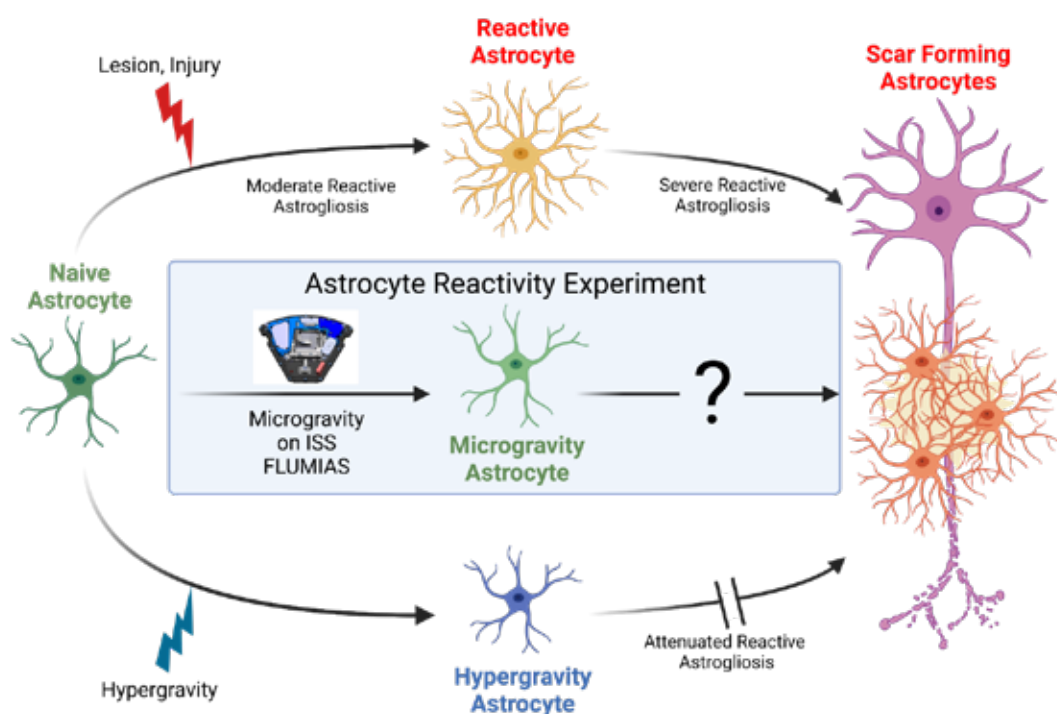 Reactive
Astrocyte
Lesion, Injury
Scar Forming
Astrocytes
Moderate Reactive
Astrogliosis
Severe Reactive
Astrogliosis
Naive
Astrocyte
Astrocyte Reactivity Experiment
Microgravity
on ISS
FLUMIAS
Microgravity
Astrocyte
?
Hypergravity
Hypergravity
Astrocyte
Attenuated Reactive
Astrogliosis